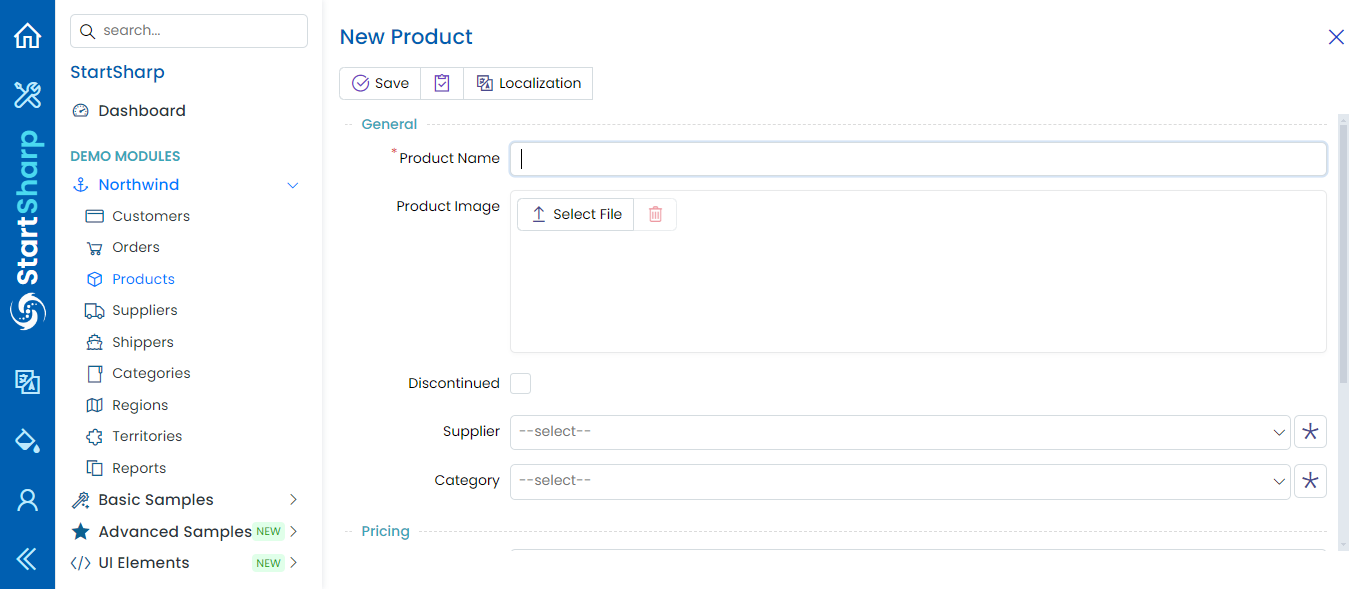 StartSharp
search...
StartSharp
Dashboard
DEMO MODULES
Northwind
Customers
Orders
Products
Suppliers
Shippers
Categories
Regions
Territories
Reports
Basic Samples
Advanced Samples NEW
UI Elements NEW
New Product
Save Localization
General
*Product Name
Product Image Select File
Discontinued
Supplier --select--
Category --select--
Pricing